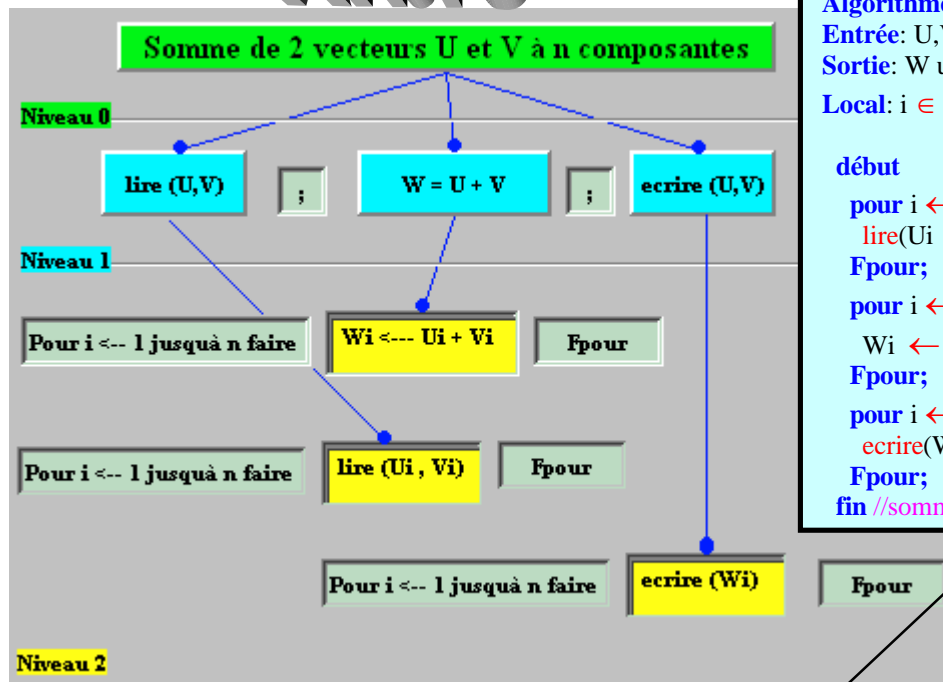 Somme de 2 vecteurs U et V à n composantes
Niveau 0
lire (U,V)
;
W = U + V
;
ecrire (U,V)
Niveau 1
Pour i <-- 1 jusquà n faire
Wi <--- Ui + Vi
Fpour
Pour i <-- 1 jusquà n faire
lire (Ui , Vi)
Fpour
Pour i <-- 1 jusquà n faire
ecrire (Wi)
Fpour
Niveau 2
Algorithme
Entrée: U,
Sortie: W
Local: i ∈
début
pour i ←
lire(Ui
Fpour;
pour i ←
Wi ←
Fpour;
pour i ←
ecrire(
Fpour;
fin //